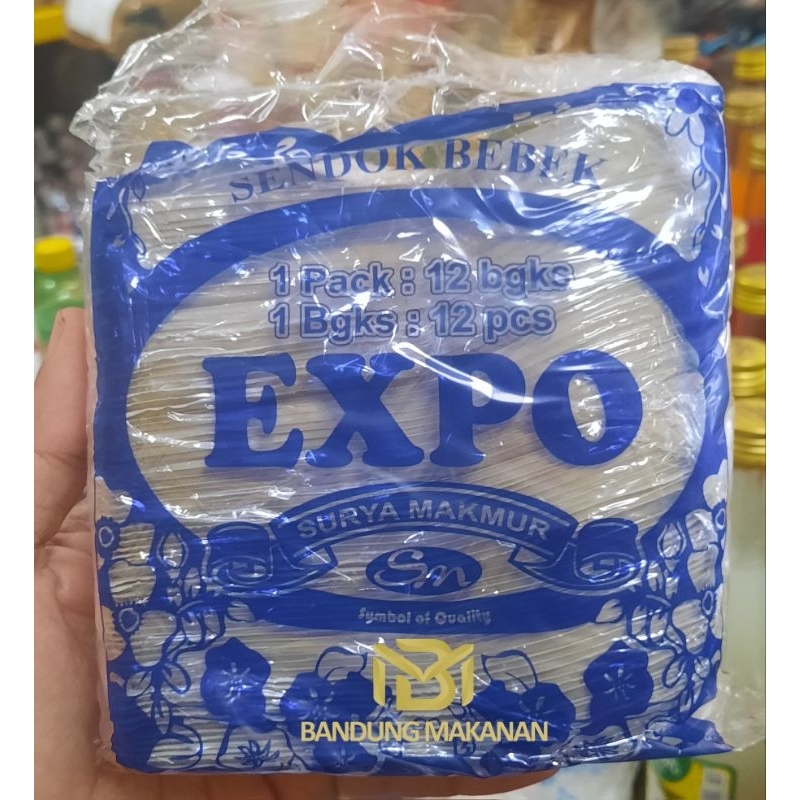 SENDOK BEBEK
1 Pack : 12 bgks
1 Bgks : 12 pcs
EXPO
SURYA MAKMUR
Sm
Symbol of Quality
BM
BANDUNG MAKANAN